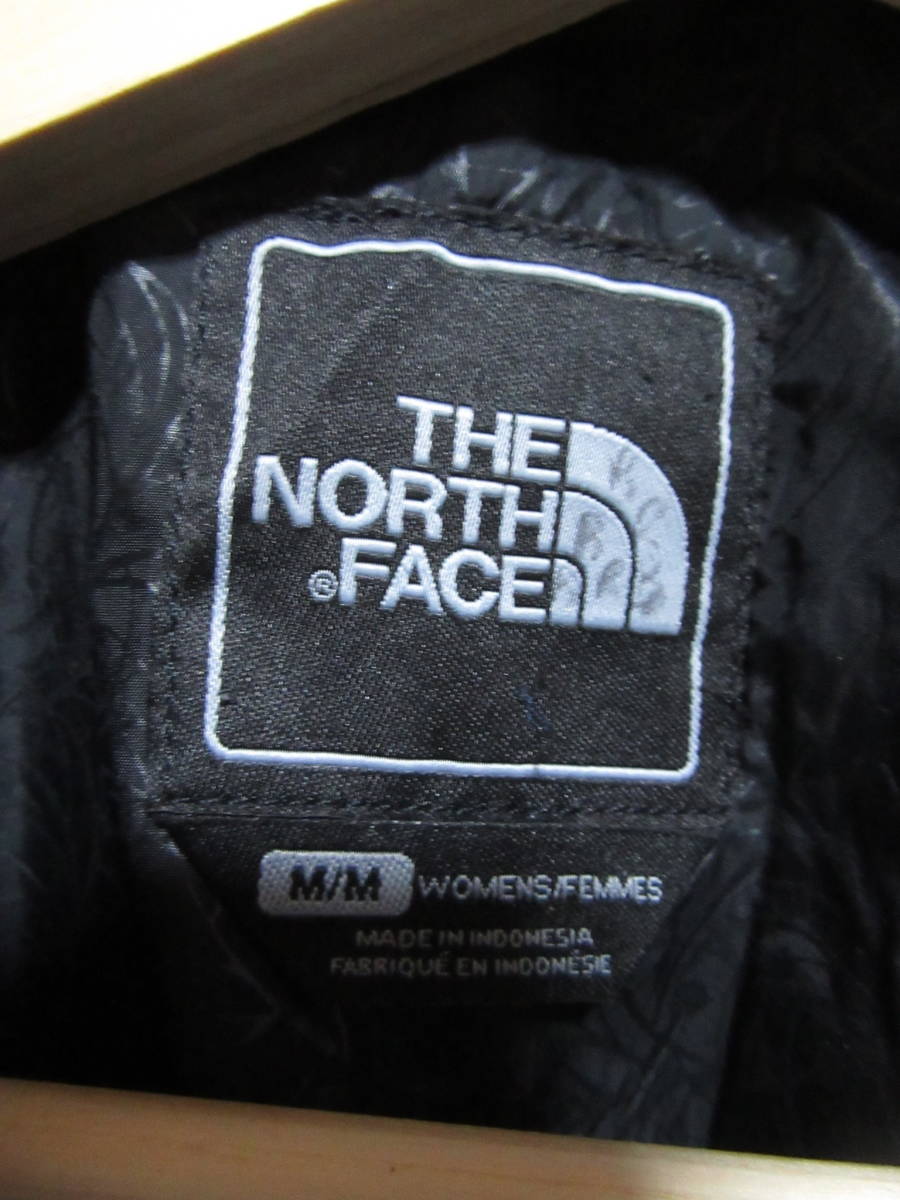 THE
NORTH
®FACE
M/M WOMENS/FEMMES
MADE IN INDONESIA
FABRIQUÉ EN INDONÉSIE